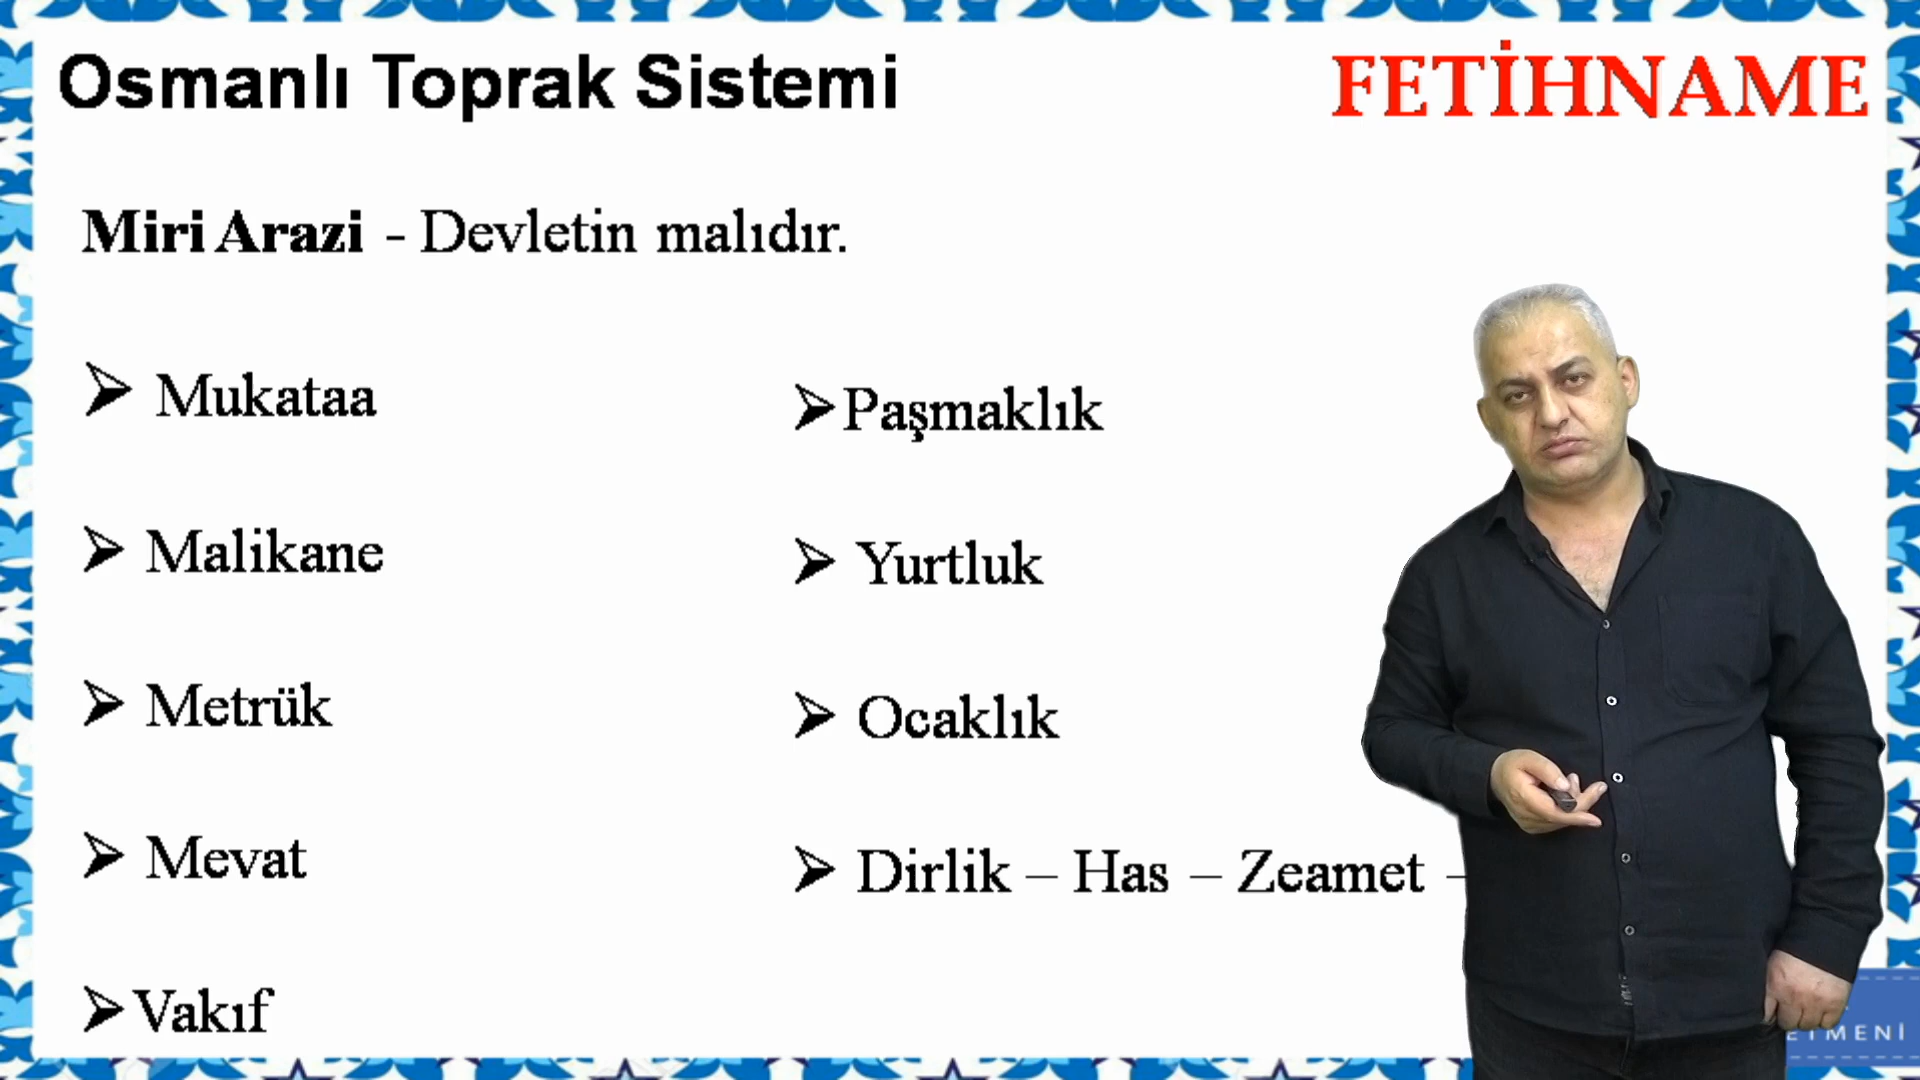 Osmanlı Toprak Sistemi
FETİHNAME
Miri Arazi - Devletin malıdır.
➢ Mukataa
➢ Malikane
➢ Metrük
➢ Mevat
➢ Vakıf
➢ Paşmaklık
➢ Yurtluk
➢ Ocaklık
➢ Dirlik – Has – Zeamet –
ETMENİ